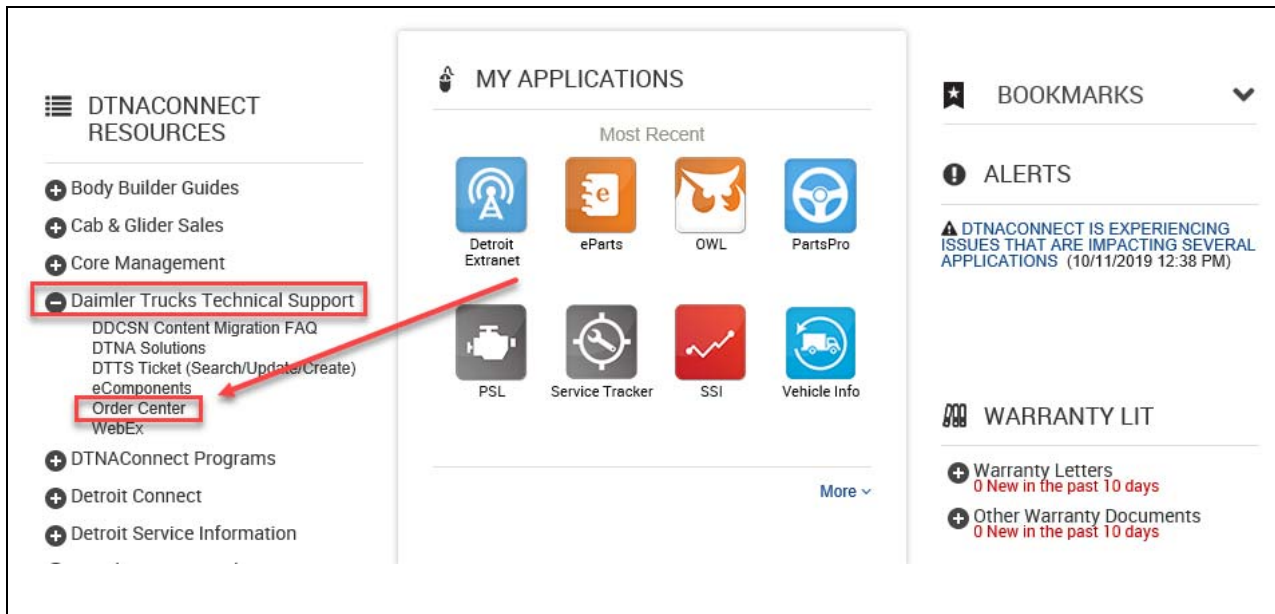 DTNACONNECT
RESOURCES
Body Builder Guides
Cab & Glider Sales
Core Management
Daimler Trucks Technical Support
DDCSN Content Migration FAQ
DTNA Solutions
DTTS Ticket (Search/Update/Create)
eComponents
Order Center
WebEx
DTNAConnect Programs
Detroit Connect
Detroit Service Information
MY APPLICATIONS
Most Recent
Detroit
Extranet
e
eParts
OWL
PartsPro
PSL
Service Tracker
SSI
Vehicle Info
More
BOOKMARKS
ALERTS
DTNACONNECT IS EXPERIENCING
ISSUES THAT ARE IMPACTING SEVERAL
APPLICATIONS (10/11/2019 12:38 PM)
WARRANTY LIT
Warranty Letters
0 New in the past 10 days
Other Warranty Documents
0 New in the past 10 days